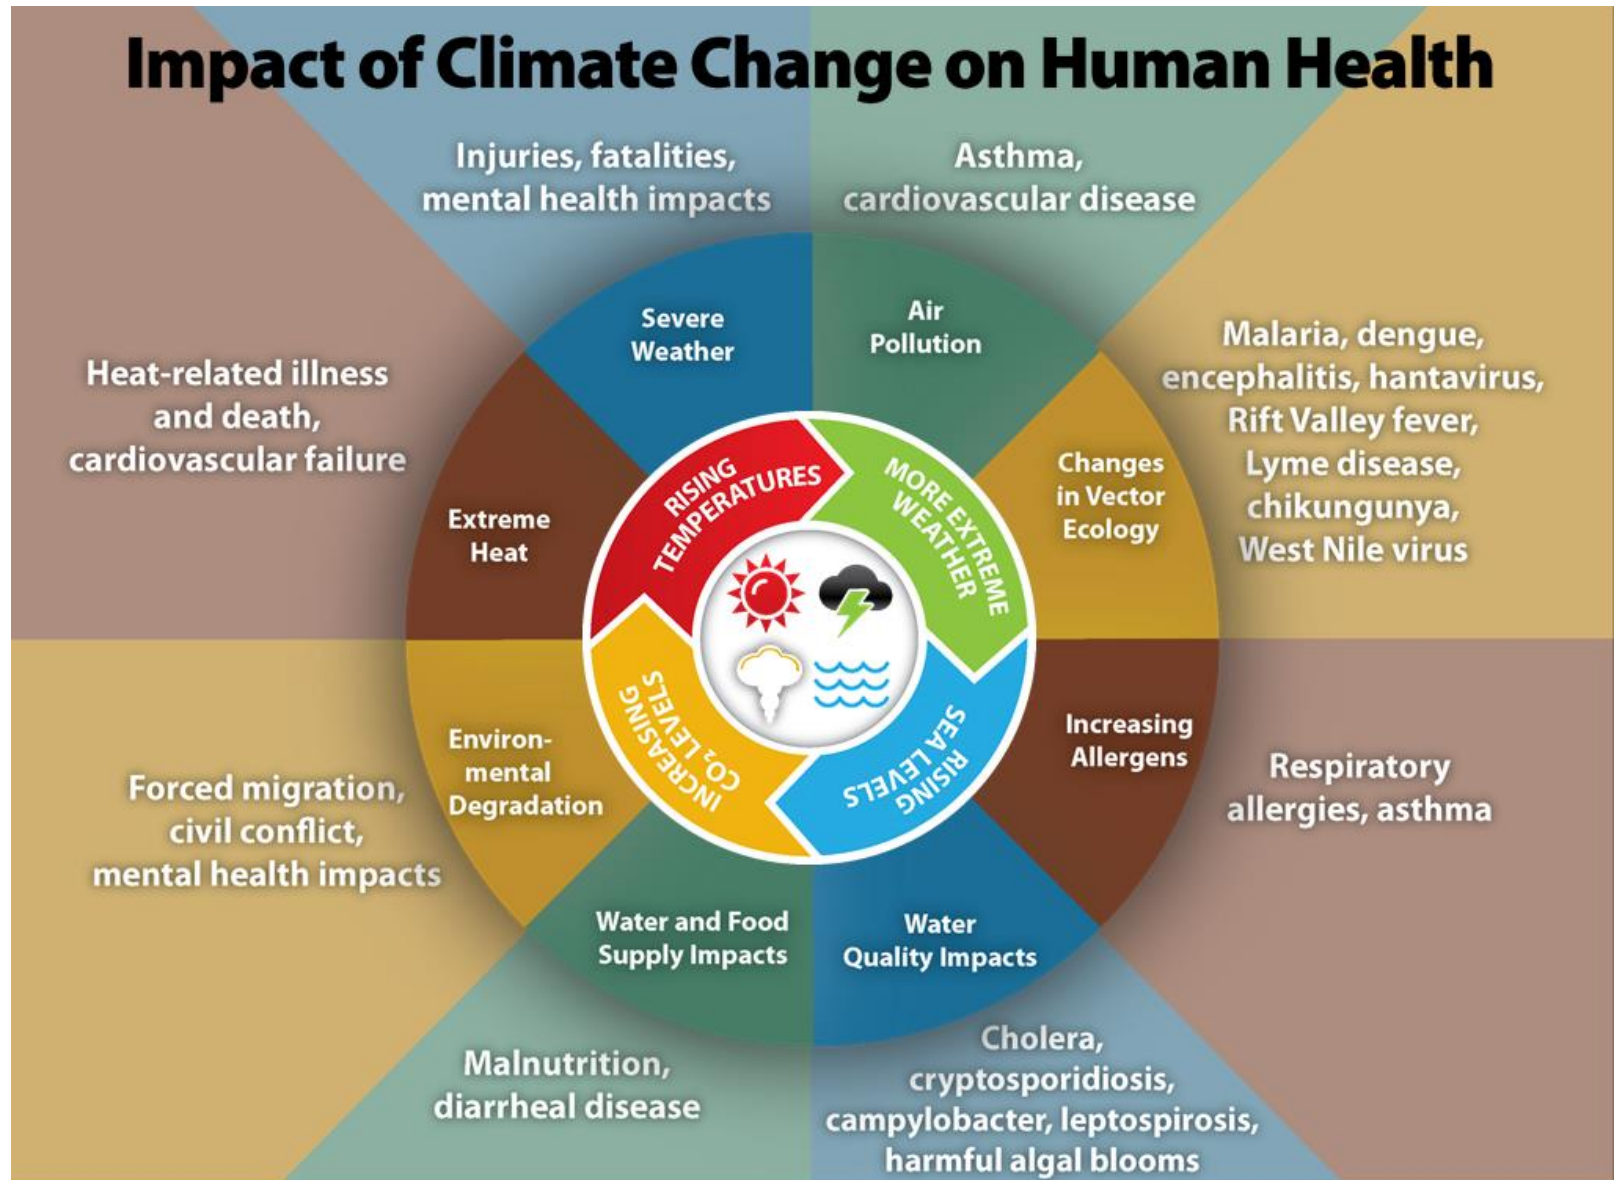 Impact of Climate Change on Human Health
Injuries, fatalities,
mental health impacts
Asthma,
cardiovascular disease
Severe
Weather
Air
Pollution
Heat-related illness
and death,
cardiovascular failure
Extreme
Heat
Changes
in Vector
Ecology
Malaria, dengue,
encephalitis, hantavirus,
Rift Valley fever,
Lyme disease,
chikungunya,
West Nile virus
RISING
TEMPERATURES
MORE EXTREME
WEATHER
RISING
SEA LEVELS
INCREASING
CO₂ LEVELS
Forced migration,
civil conflict,
mental health impacts
Environ-
mental
Degradation
Increasing
Allergens
Respiratory
allergies, asthma
Water and Food
Supply Impacts
Water
Quality Impacts
Malnutrition,
diarrheal disease
Cholera,
cryptosporidiosis,
campylobacter, leptospirosis,
harmful algal blooms